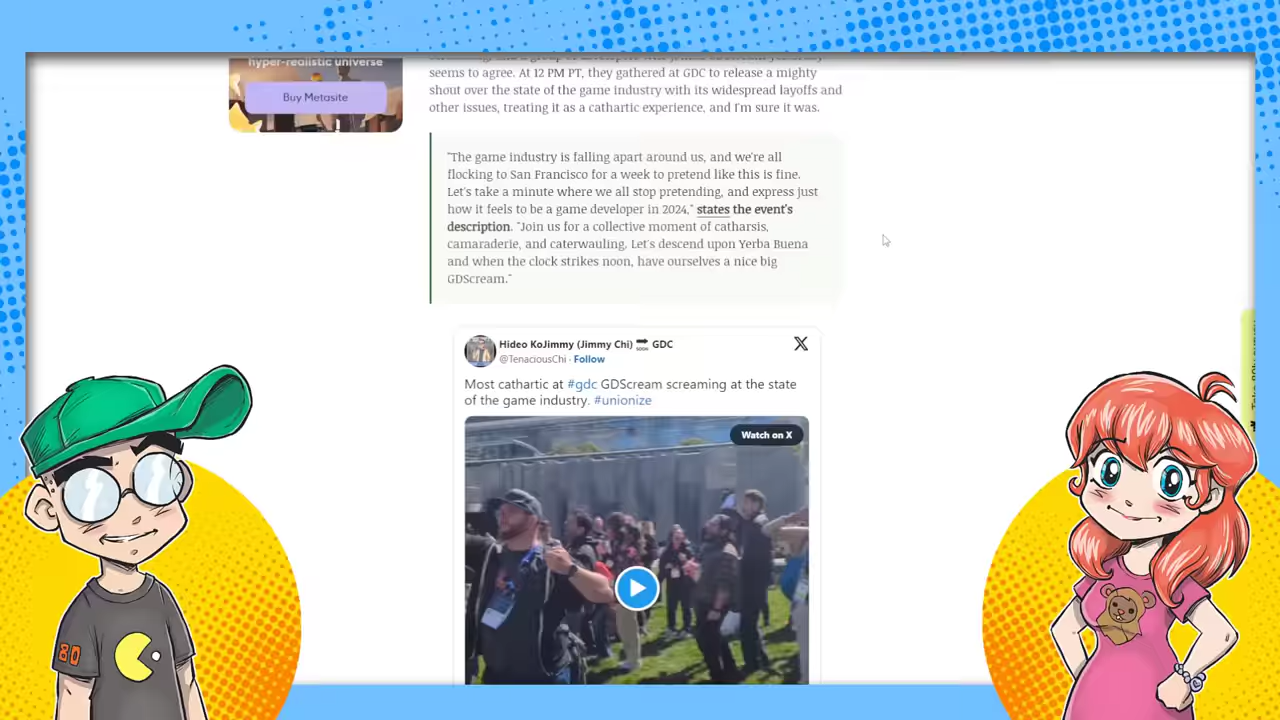 hyper-realistic universe
Buy Metasite
seems to agree. At 12 PM PT, they gathered at GDC to release a mighty
shout over the state of the game industry with its widespread layoffs and
other issues, treating it as a cathartic experience, and I'm sure it was.
"The game industry is falling apart around us, and we're all
flocking to San Francisco for a week to pretend like this is fine.
Let's take a minute where we all stop pretending, and express just
how it feels to be a game developer in 2024," states the event's
description. "Join us for a collective moment of catharsis,
camaraderie, and caterwauling. Let's descend upon Yerba Buena
and when the clock strikes noon, have ourselves a nice big
GDScream."
Hideo KoJimmy (Jimmy Chi) SOON GDC
@TenaciousChi · Follow
Most cathartic at #gdc GDScream screaming at the state
of the game industry. #unionize
Watch on X
80